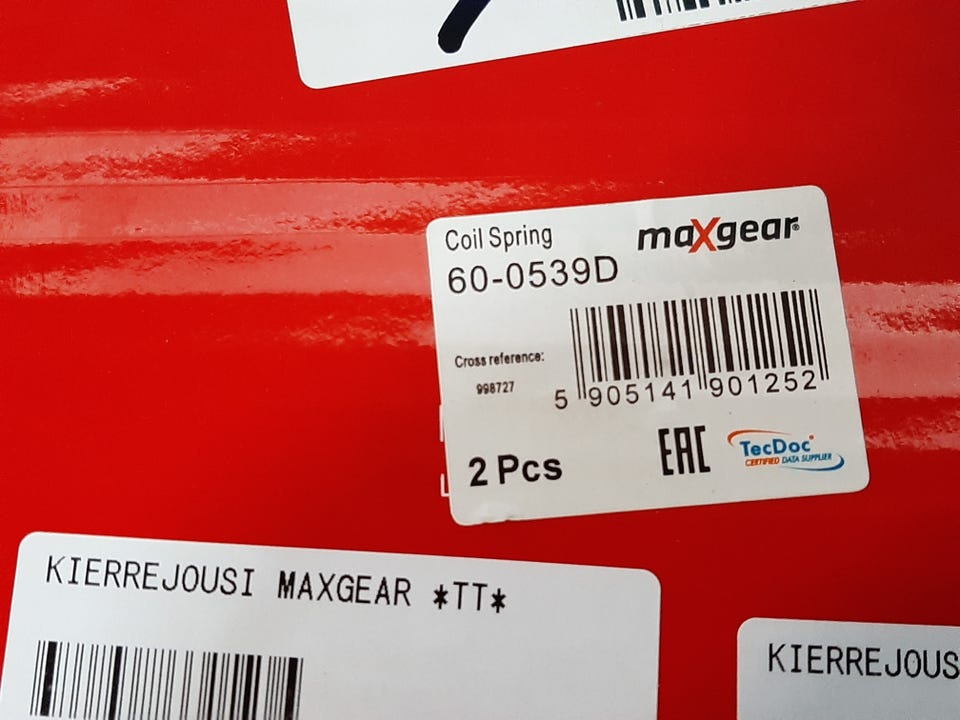 Coil Spring
maXgear®
60-0539D
Cross reference:
998727
5 905141 901252
2 Pcs
EAC
TecDoc
CERTIFIED DATA SUPPLIER
KIERREJOUSI MAXGEAR *TT*
KIERREJOUS